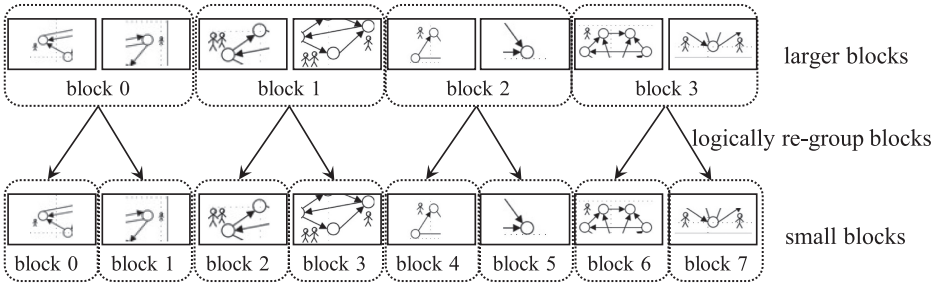 larger blocks
block 0 block 1 block 2 block 3
logically re-group blocks
small blocks
block 0 block 1 block 2 block 3 block 4 block 5 block 6 block 7